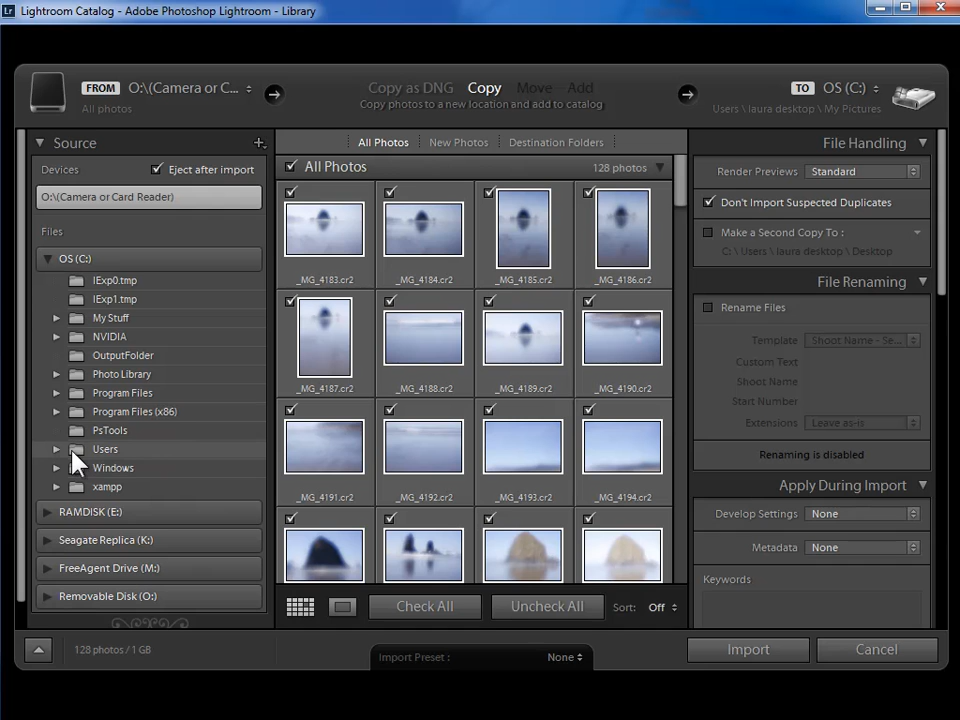 Lightroom Catalog - Adobe Photoshop Lightroom - Library
FROM O:\(Camera or C...
All photos
Copy as DNG Copy Move Add
Copy photos to a new location and add to catalog
TO OS (C:)
Users \ laura desktop \ My Pictures
Source
Devices Eject after import
O:\(Camera or Card Reader)
Files
OS (C:)
IExp0.tmp
IExp1.tmp
My Stuff
NVIDIA
OutputFolder
Photo Library
Program Files
Program Files (x86)
PsTools
Users
Windows
xampp
RAMDISK (E:)
Seagate Replica (K:)
FreeAgent Drive (M:)
Removable Disk (O:)
All Photos New Photos Destination Folders
All Photos 128 photos
_MG_4183.cr2 _MG_4184.cr2 _MG_4185.cr2 _MG_4186.cr2
_MG_4187.cr2 _MG_4188.cr2 _MG_4189.cr2 _MG_4190.cr2
_MG_4191.cr2 _MG_4192.cr2 _MG_4193.cr2 _MG_4194.cr2
Check All Uncheck All Sort: Off
File Handling
Render Previews Standard
Don't Import Suspected Duplicates
Make a Second Copy To :
C: \ Users \ laura desktop \ Desktop
File Renaming
Rename Files
Template Shoot Name - Se...
Custom Text
Shoot Name
Start Number
Extensions Leave as-is
Renaming is disabled
Apply During Import
Develop Settings None
Metadata None
Keywords
128 photos / 1 GB
Import Preset : None
Import Cancel